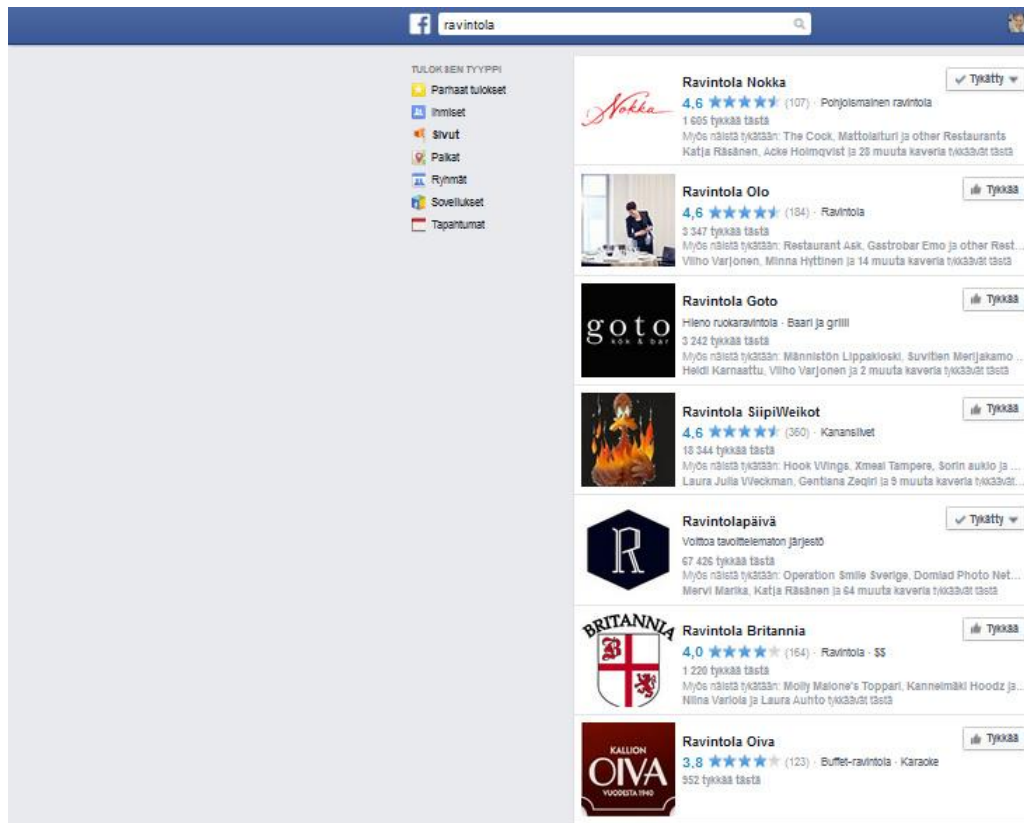 ravintola
TULOKSEN TYYPPI
Parhaat tulokset
Ihmiset
Sivut
Paikat
Ryhmät
Sovellukset
Tapahtumat
Nokka
Ravintola Nokka
Tykätty
4,6 (107) · Pohjoismainen ravintola
1 605 tykkää tästä
Myös näistä tykätään: The Cock, Mattolaituri ja other Restaurants
Katja Räsänen, Acke Holmqvist ja 28 muuta kaveria tykkäävät tästä
Ravintola Olo
Tykkää
4,6 (184) · Ravintola
3 347 tykkää tästä
Myös näistä tykätään: Restaurant Ask, Gastrobar Emo ja other Rest...
Vilho Varjonen, Minna Hyttinen ja 14 muuta kaveria tykkäävät tästä
goto
kök & bar
Ravintola Goto
Tykkää
Hieno ruokaravintola · Baari ja grilli
3 242 tykkää tästä
Myös näistä tykätään: Männistön Lippakioski, Suvitien Merijakamo ...
Heidi Karnaattu, Vilho Varjonen ja 2 muuta kaveria tykkäävät tästä
Ravintola SiipiWeikot
Tykkää
4,6 (360) · Kanansiivet
18 344 tykkää tästä
Myös näistä tykätään: Hook Wings, Xmeal Tampere, Sorin aukio ja ...
Laura Julia Weckman, Gentiana Zeqiri ja 9 muuta kaveria tykkäävät...
R
Ravintolapäivä
Tykätty
Voittoa tavoittelematon järjestö
67 426 tykkää tästä
Myös näistä tykätään: Operation Smile Sverige, Domlad Photo Net...
Mervi Marika, Katja Räsänen ja 64 muuta kaveria tykkäävät tästä
BRITANNIA
B
Ravintola Britannia
Tykkää
4,0 (164) · Ravintola · $$
1 220 tykkää tästä
Myös näistä tykätään: Molly Malone's Toppari, Kannelmäki Hoodz ja...
Niina Variola ja Laura Auhto tykkäävät tästä
KALLION
OIVA
VUODESTA 1940
Ravintola Oiva
Tykkää
3,8 (123) · Buffet-ravintola · Karaoke
952 tykkää tästä